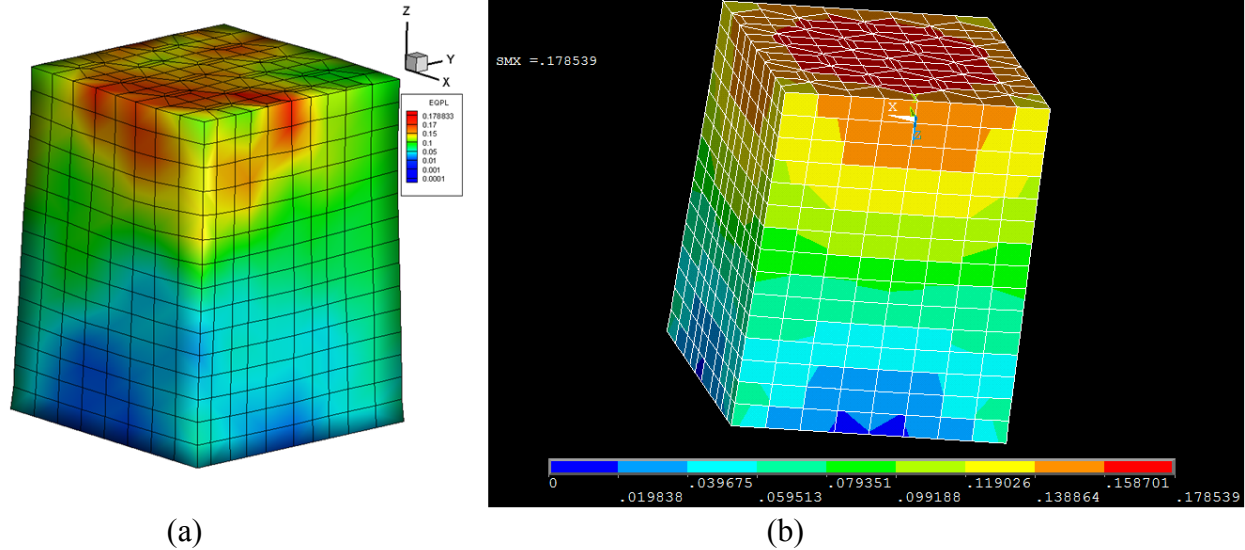 Z
Y
X
EQPL
0.178833
0.17
0.15
0.1
0.05
0.01
0.001
0.0001
SMX =.178539
X
0 .039675 .079351 .119026 .158701
.019838 .059513 .099188 .138864 .178539
(a) (b)